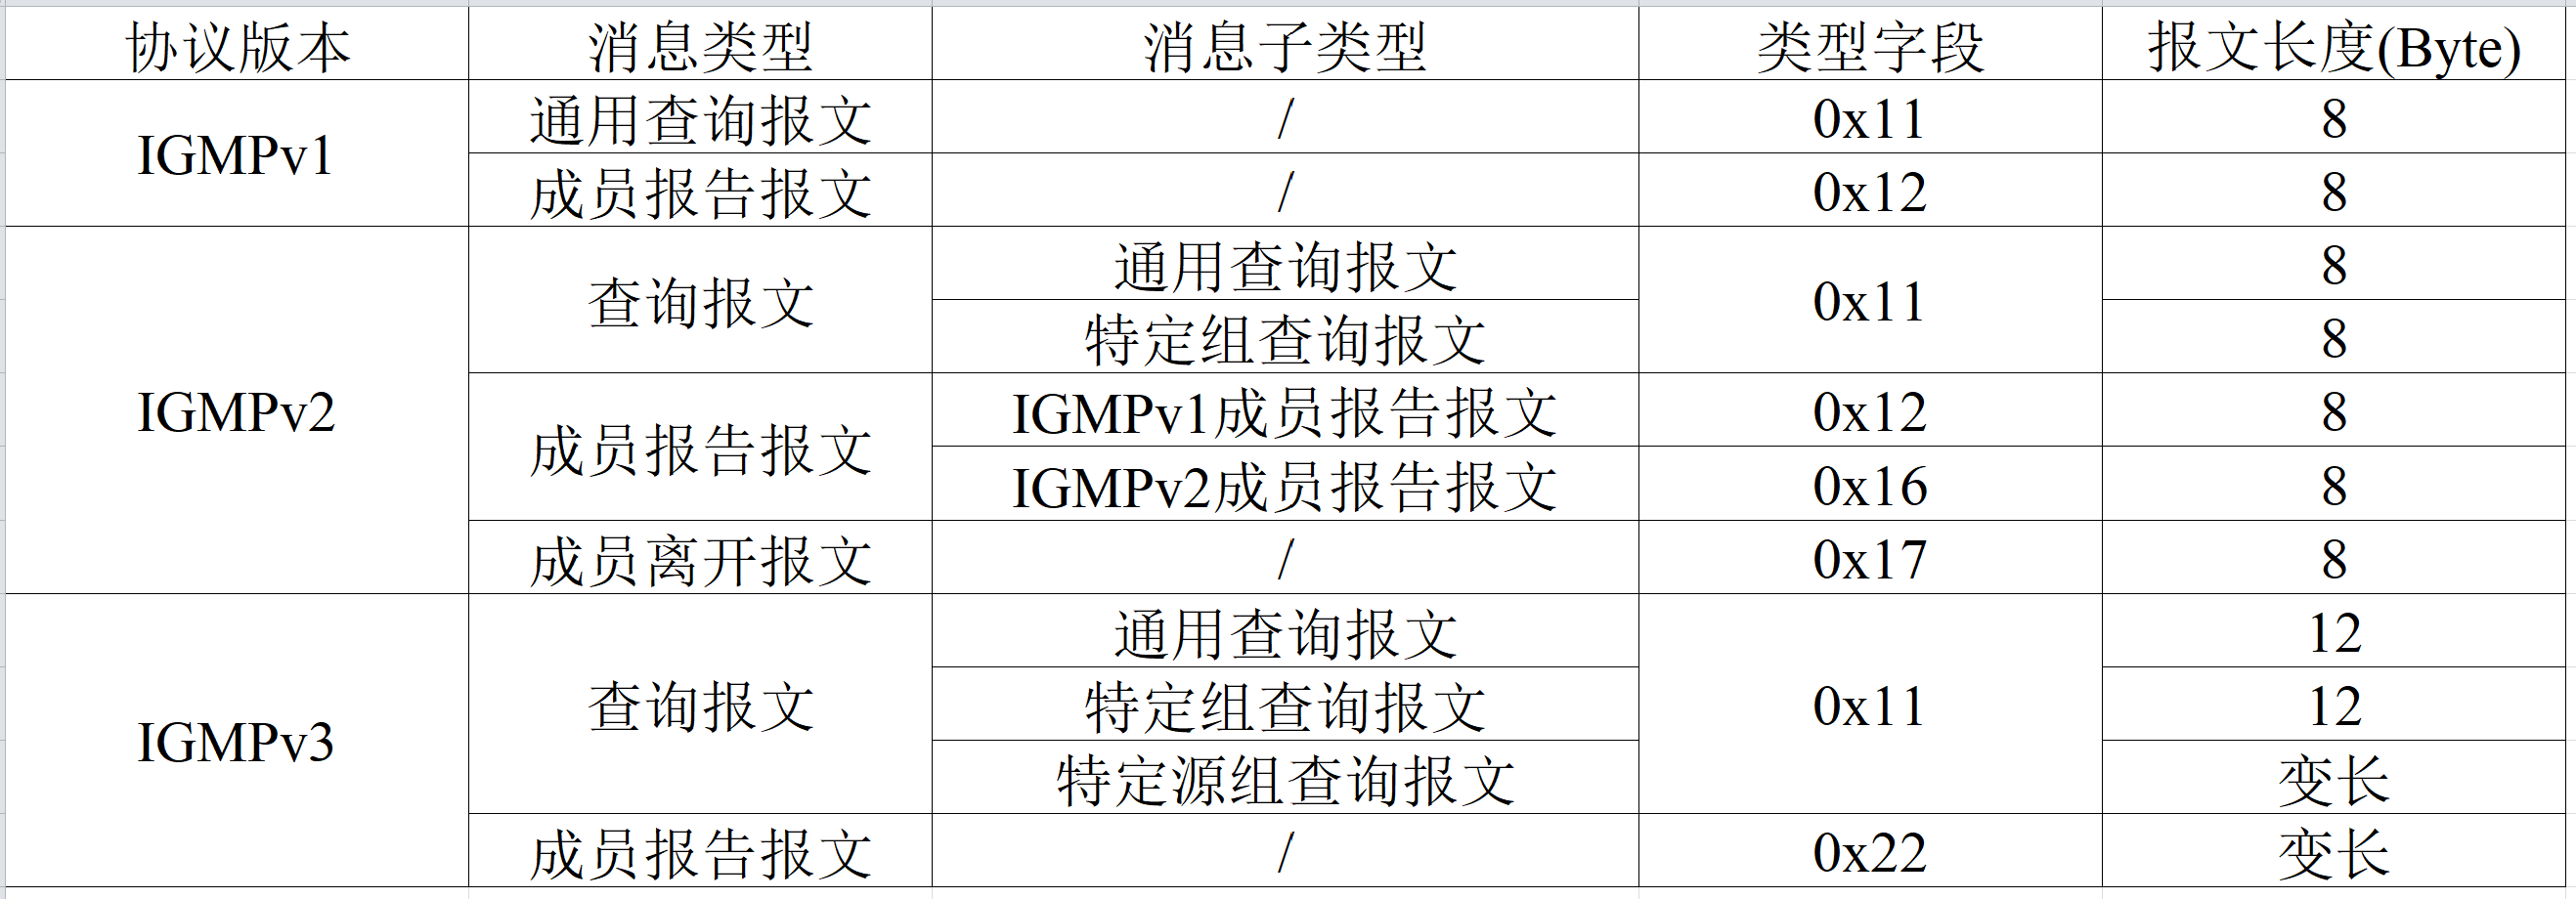 协议版本 消息类型 消息子类型 类型字段 报文长度(Byte)
IGMPv1 通用查询报文 / 0x11 8
成员报告报文 / 0x12 8
IGMPv2 查询报文 通用查询报文 0x11 8
特定组查询报文 8
成员报告报文 IGMPv1成员报告报文 0x12 8
IGMPv2成员报告报文 0x16 8
成员离开报文 / 0x17 8
IGMPv3 查询报文 通用查询报文 0x11 12
特定组查询报文 12
特定源组查询报文 变长
成员报告报文 / 0x22 变长